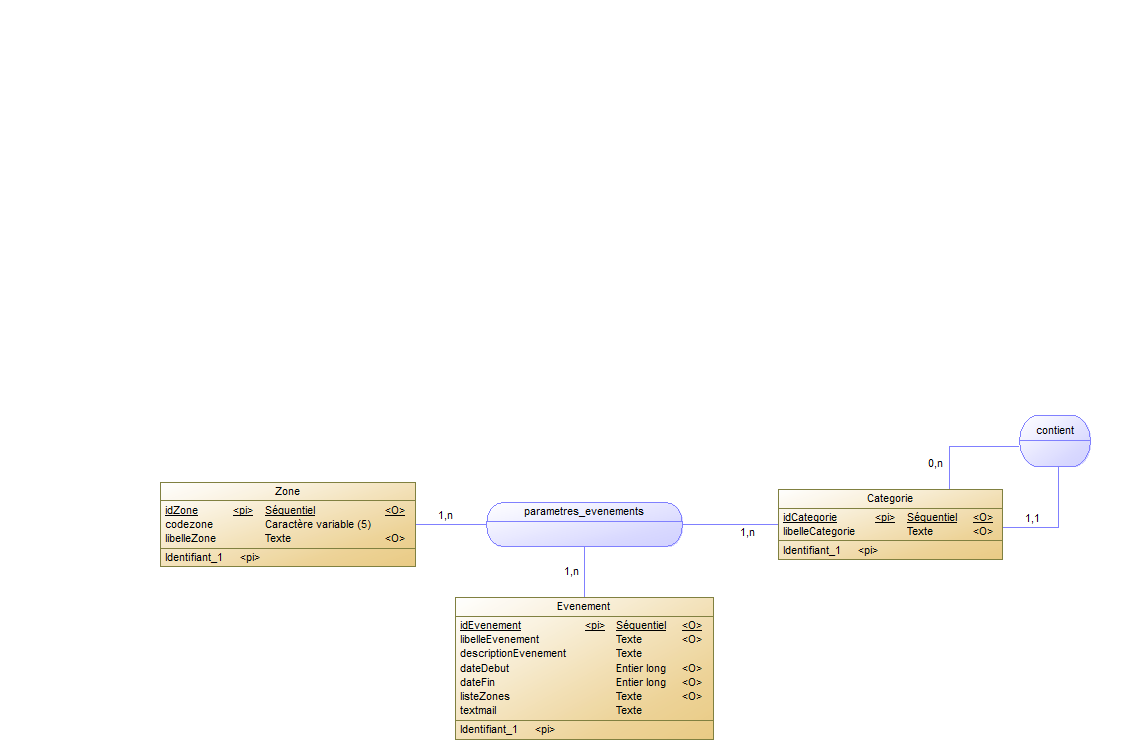 contient
0,n
Zone
Categorie
idZone <pi> Séquentiel <O>
codezone Caractère variable (5)
libelleZone Texte <O>
Identifiant_1 <pi>
1,n
parametres_evenements
1,n
idCategorie <pi> Séquentiel <O>
libelleCategorie Texte <O>
Identifiant_1 <pi>
1,1
1,n
Evenement
idEvenement <pi> Séquentiel <O>
libelleEvenement Texte <O>
descriptionEvenement Texte
dateDebut Entier long <O>
dateFin Entier long <O>
listeZones Texte <O>
textmail Texte
Identifiant_1 <pi>